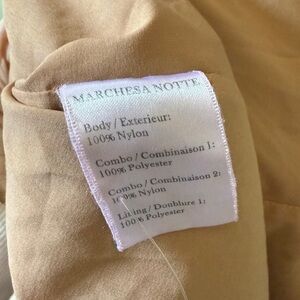 MARCHESA NOTTE
Body / Exterieur:
100% Nylon
Combo / Combinaison 1:
100% Polyester
Combo / Combinaison 2:
100% Nylon
Lining / Doublure 1:
100% Polyester